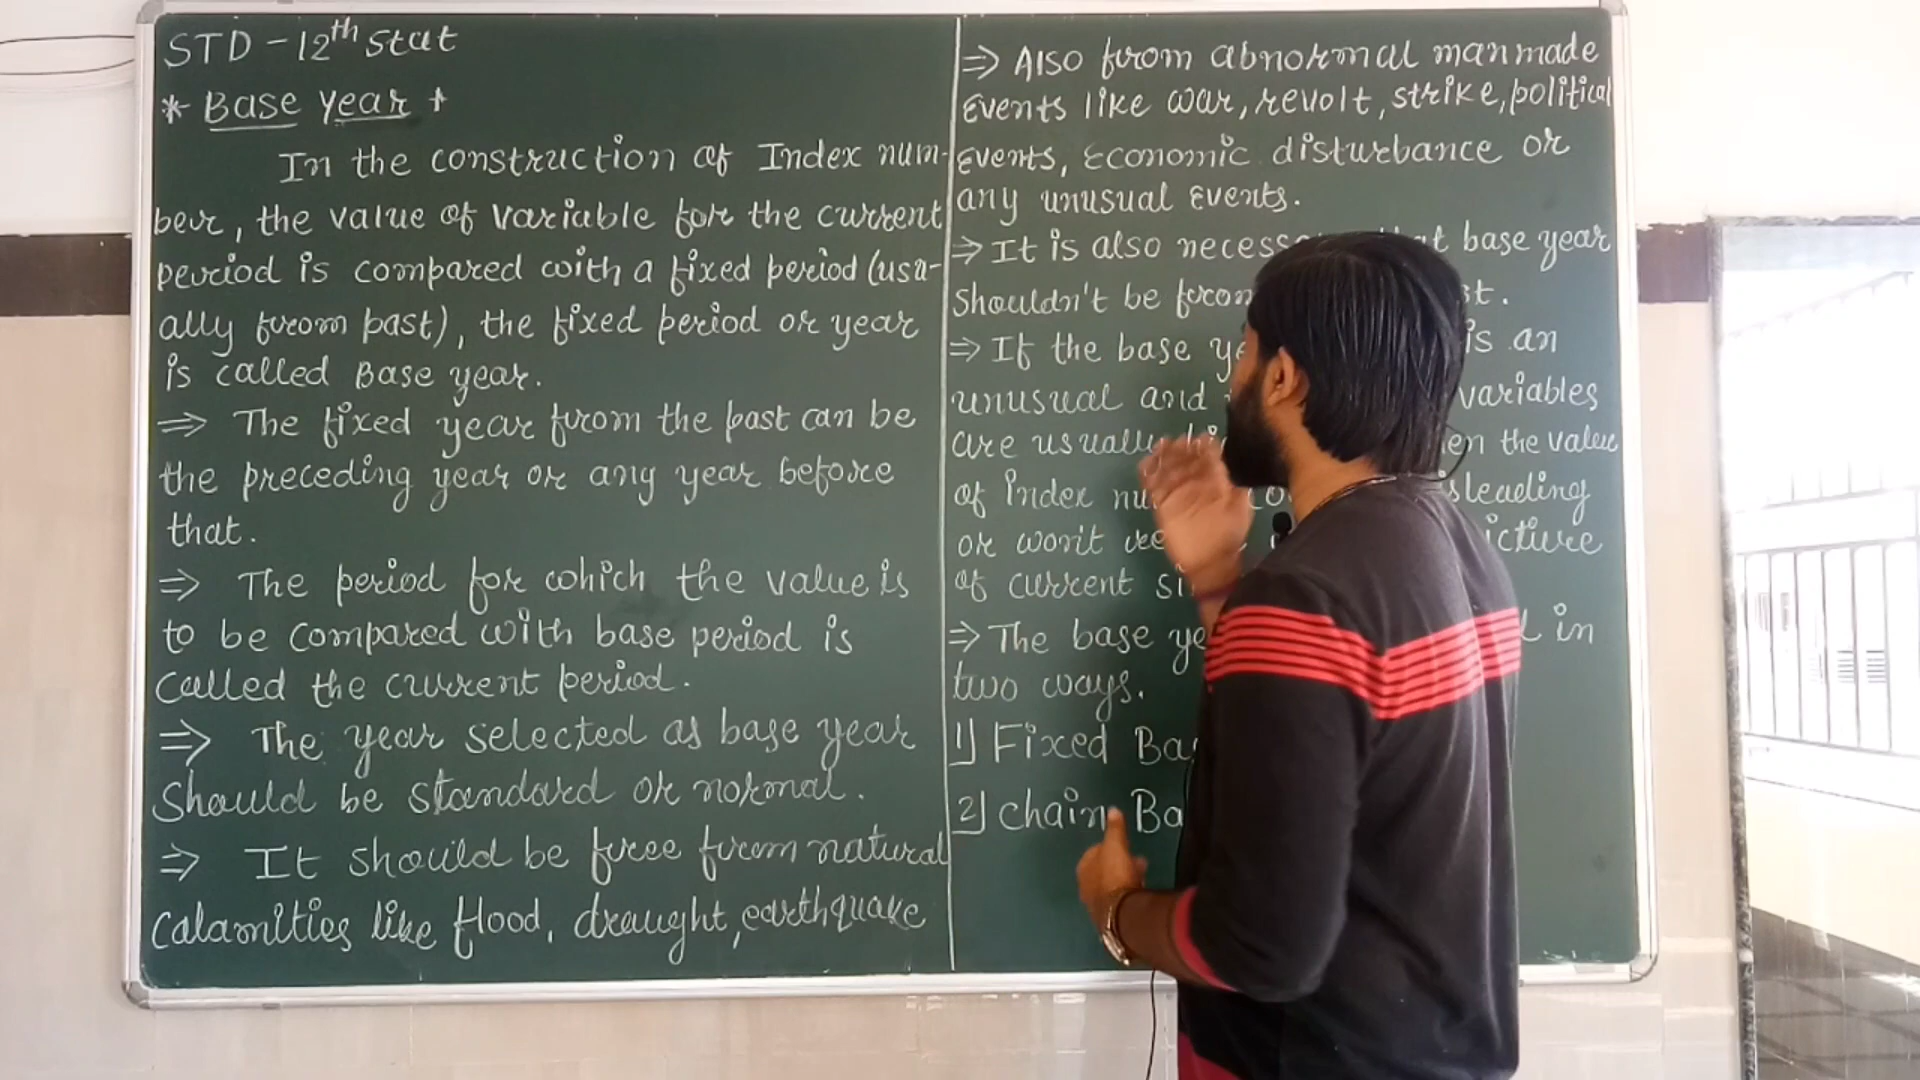 STD - 12th Stat
* Base year *
In the construction of Index num-
ber, the value of variable for the current
period is compared with a fixed period (usu-
ally from past), the fixed period or year
is called Base year.
⇒ The fixed year from the past can be
the preceding year or any year before
that.
⇒ The period for which the value is
to be compared with base period is
called the current period.
⇒ The year selected as base year
should be standard or normal.
⇒ It should be free from natural
calamities like flood, draught, earthquake
⇒ Also from abnormal manmade
events like war, revolt, strike, political
events, economic disturbance or
any unusual events.
⇒ It is also base year
shouldn't be
⇒ If the base is an
unusual and variables
are usually the value
of index
or won't
of current
⇒ The base in
two ways.
1) Fixed
2) chain